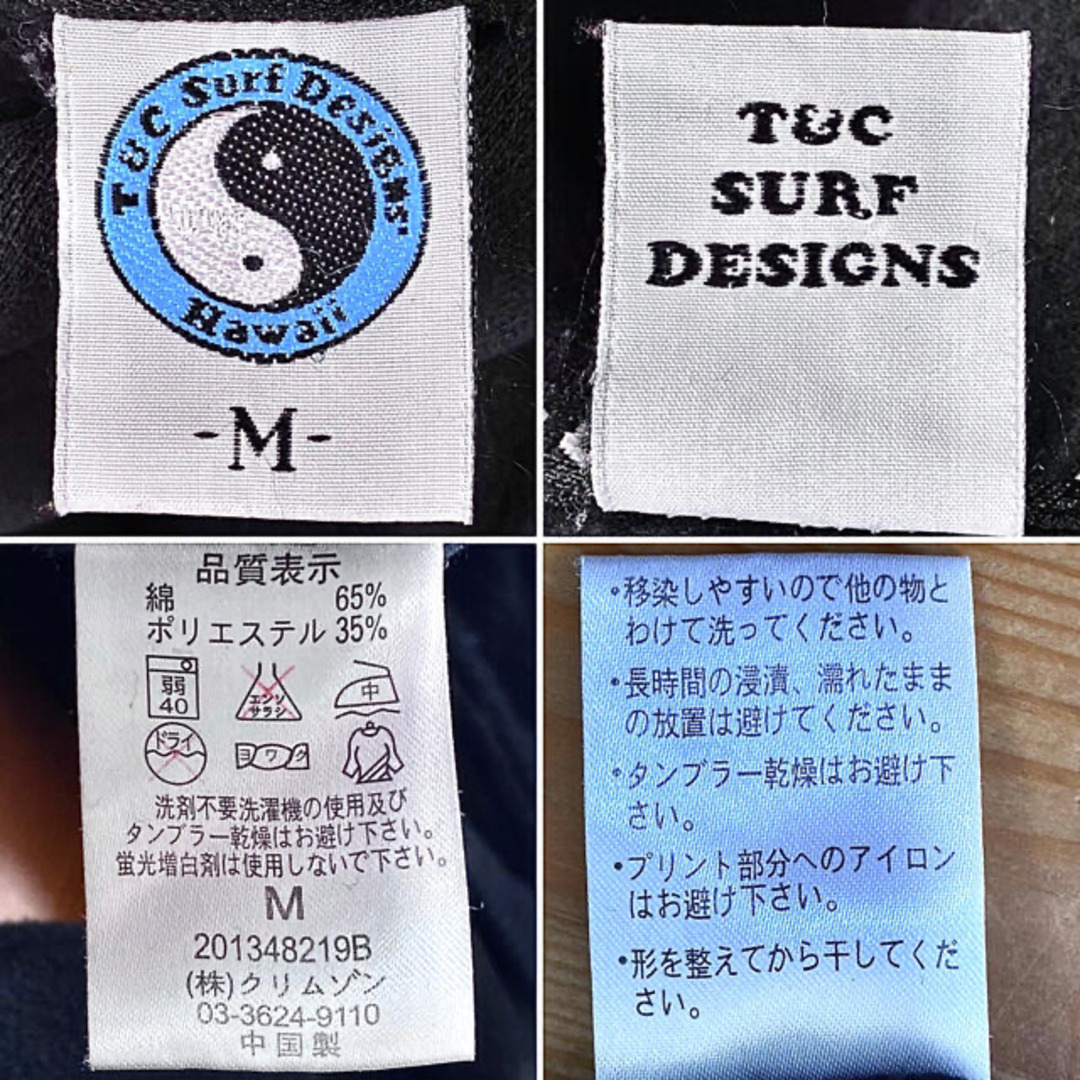 T&C Surf Designs
Hawaii
-M-
T&C
SURF
DESIGNS
品質表示
綿 65%
ポリエステル 35%
弱
40
エンソ
サラシ
中
ドライ
ヨワク
洗剤不要洗濯機の使用及び
タンブラー乾燥はお避け下さい。
蛍光増白剤は使用しないで下さい。
M
201348219B
(株)クリムゾン
03-3624-9110
中国製
・移染しやすいので他の物と
わけて洗ってください。
・長時間の浸漬、濡れたまま
の放置は避けてください。
・タンブラー乾燥はお避け下
さい。
・プリント部分へのアイロン
はお避け下さい。
・形を整えてから干してくだ
さい。